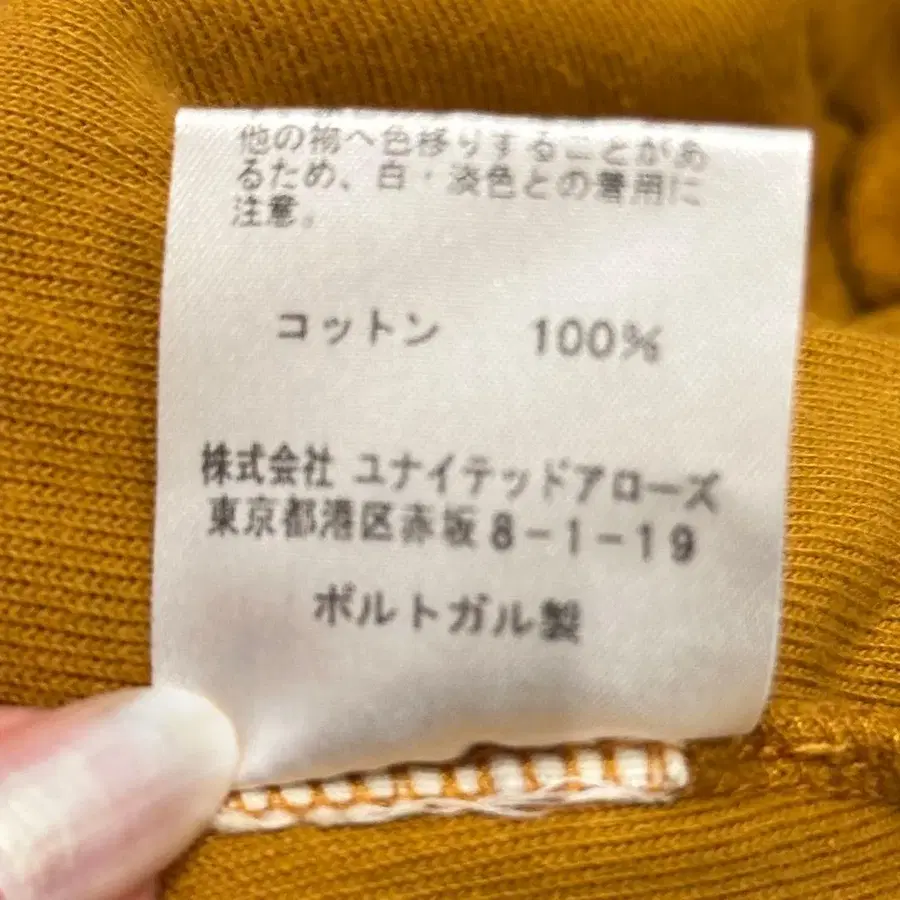 他の物へ色移りすることがあ
るため、白・淡色との着用に
注意。
コットン 100%
株式会社 ユナイテッドアローズ
東京都港区赤坂8-1-19
ポルトガル製